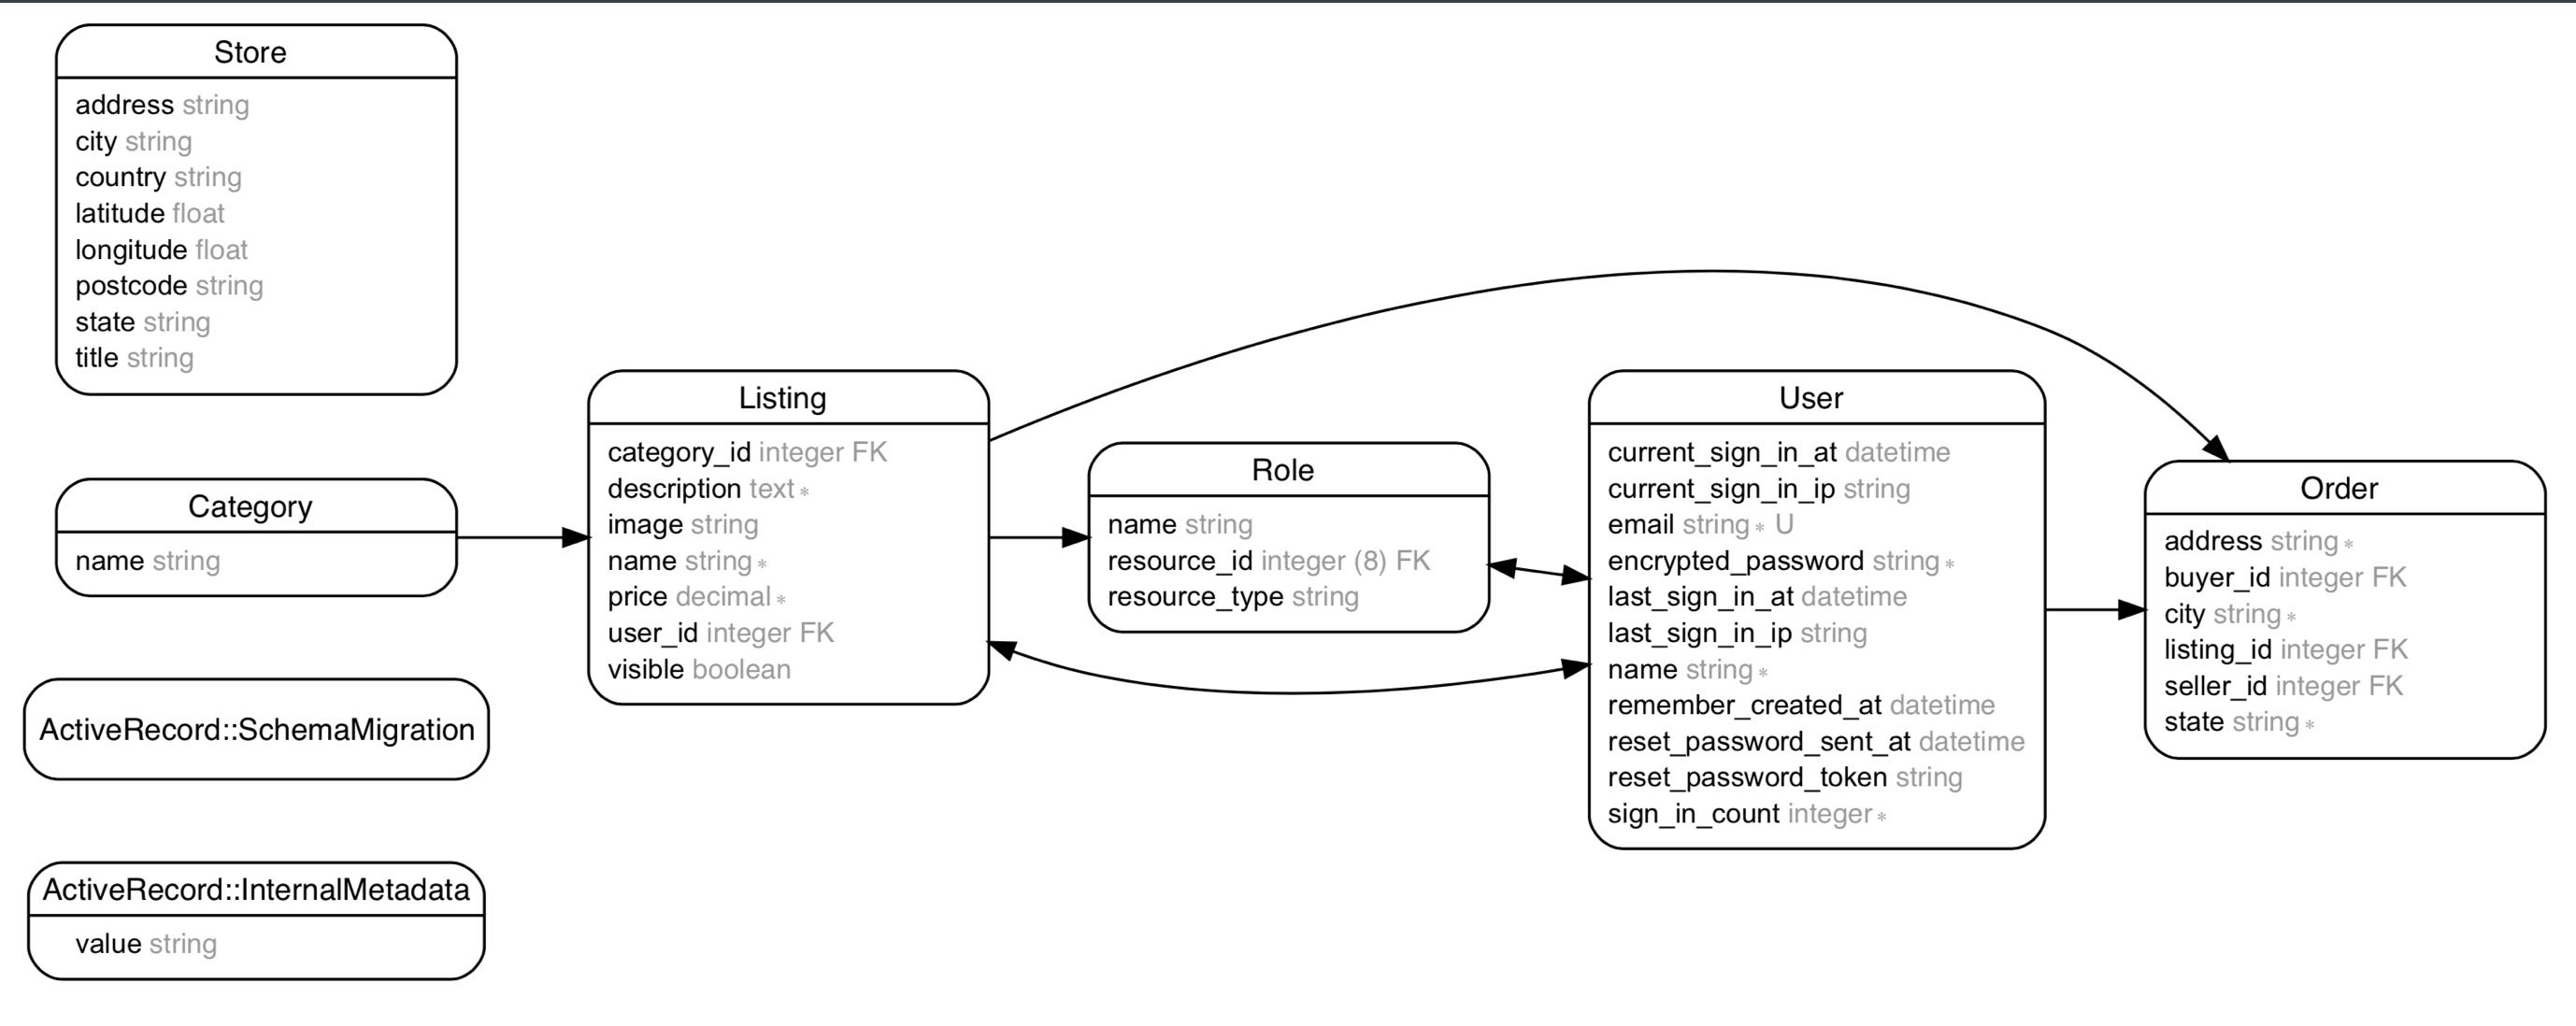 Store
address string
city string
country string
latitude float
longitude float
postcode string
state string
title string
Category
name string
ActiveRecord::SchemaMigration
ActiveRecord::InternalMetadata
value string
Listing
category_id integer FK
description text *
image string
name string *
price decimal *
user_id integer FK
visible boolean
Role
name string
resource_id integer (8) FK
resource_type string
User
current_sign_in_at datetime
current_sign_in_ip string
email string * U
encrypted_password string *
last_sign_in_at datetime
last_sign_in_ip string
name string *
remember_created_at datetime
reset_password_sent_at datetime
reset_password_token string
sign_in_count integer *
Order
address string *
buyer_id integer FK
city string *
listing_id integer FK
seller_id integer FK
state string *